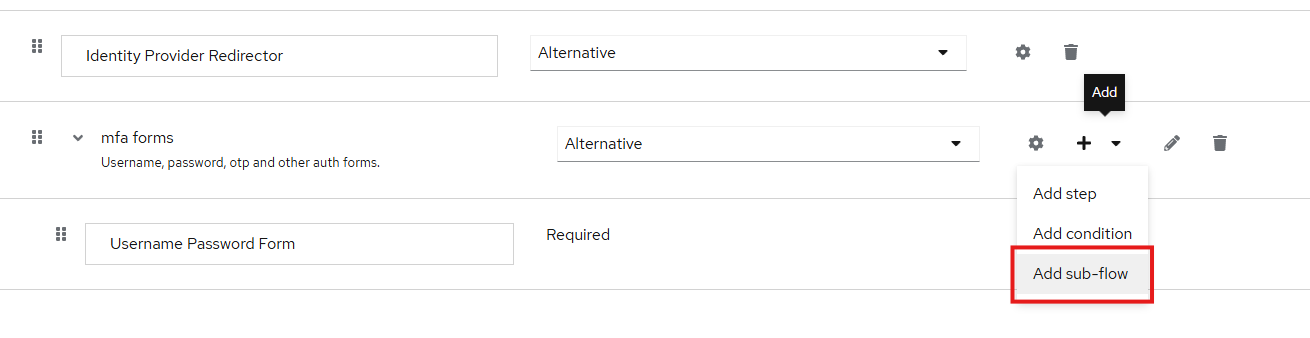 Identity Provider Redirector
Alternative
Add
mfa forms
Username, password, otp and other auth forms.
Alternative
Add step
Add condition
Add sub-flow
Username Password Form
Required